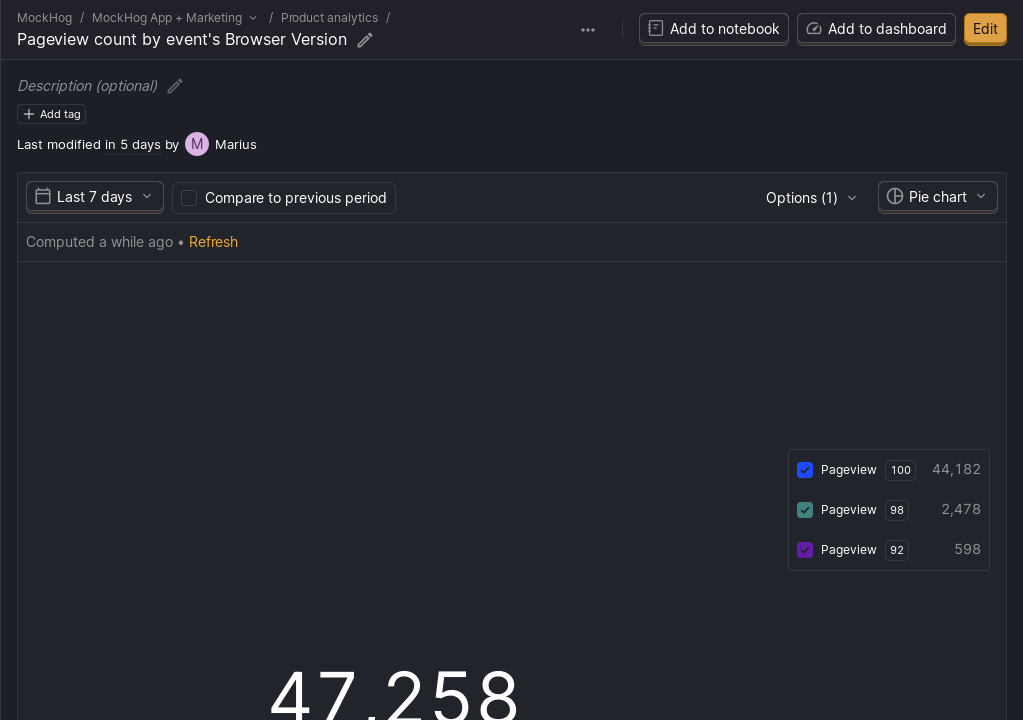 MockHog / MockHog App + Marketing / Product analytics /
Pageview count by event's Browser Version
Add to notebook
Add to dashboard
Edit
Description (optional)
Add tag
Last modified in 5 days by M Marius
Last 7 days
Compare to previous period
Options (1)
Pie chart
Computed a while ago • Refresh
Pageview 100 44,182
Pageview 98 2,478
Pageview 92 598
47,258